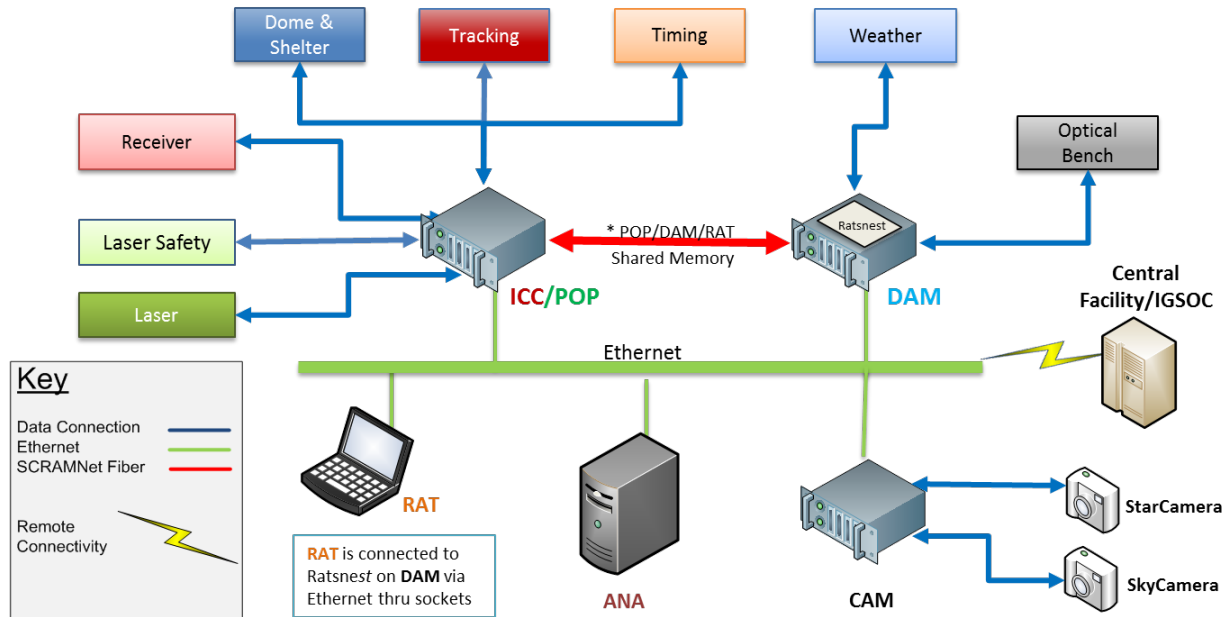 Dome &
Shelter
Tracking
Timing
Weather
Receiver
Optical
Bench
Laser Safety
Ratsnest
* POP/DAM/RAT
Shared Memory
Laser
ICC/POP
DAM
Central
Facility/IGSOC
Ethernet
Key
Data Connection
Ethernet
SCRAMNet Fiber
Remote
Connectivity
RAT
RAT is connected to
Ratsnest on DAM via
Ethernet thru sockets
ANA
CAM
StarCamera
SkyCamera